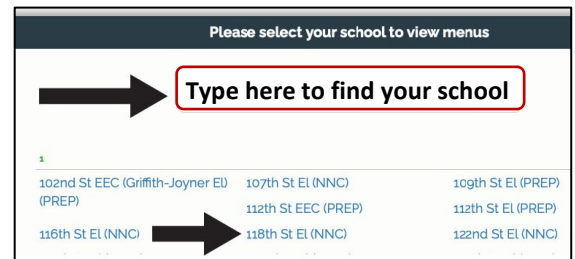 Please select your school to view menus
Type here to find your school
1
102nd St EEC (Griffith-Joyner El)
(PREP)
107th St El (NNC)
109th St El (PREP)
112th St EEC (PREP)
112th St El (PREP)
116th St El (NNC)
118th St El (NNC)
122nd St El (NNC)